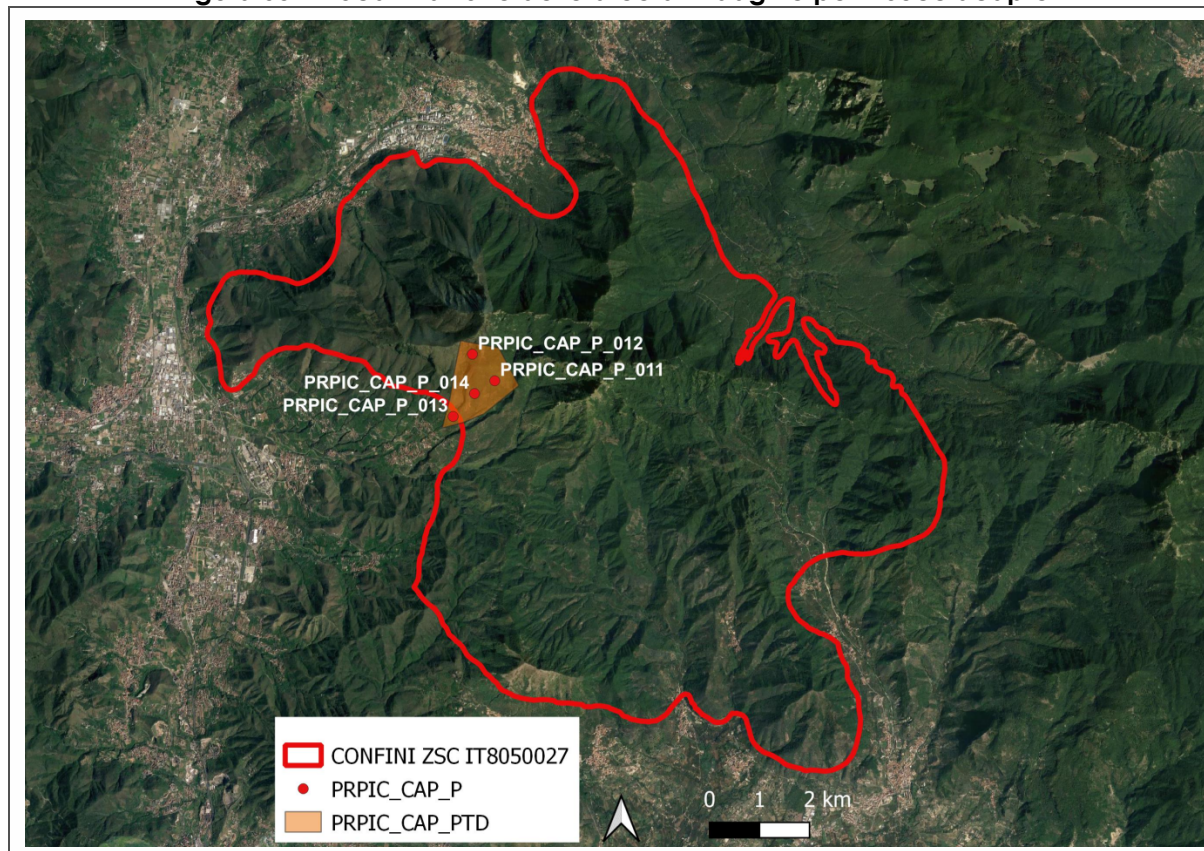 PRPIC_CAP_P_012
PRPIC_CAP_P_011
PRPIC_CAP_P_014
PRPIC_CAP_P_013
CONFINI ZSC IT8050027
PRPIC_CAP_P
PRPIC_CAP_PTD
0 1 2 km